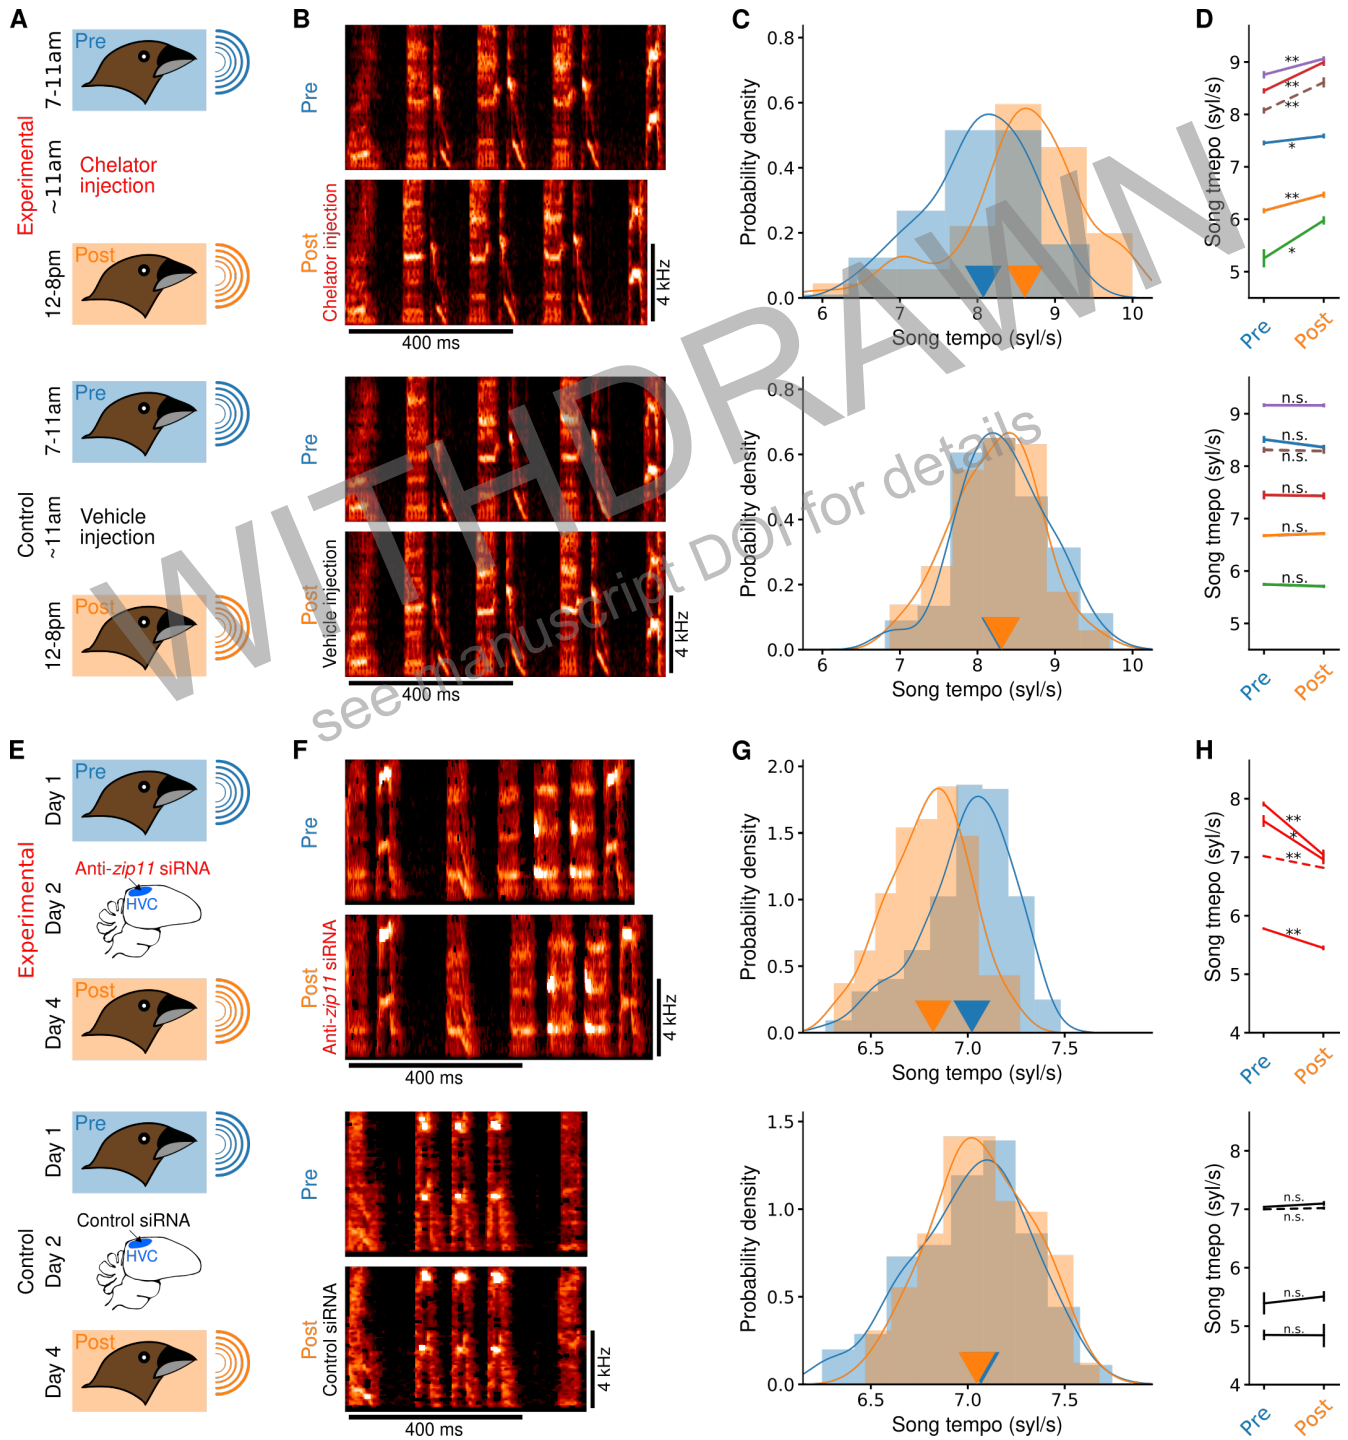 A
Experimental
7-11am
Pre
~11am
Chelator
injection
12-8pm
Post
Control
7-11am
Pre
~11am
Vehicle
injection
12-8pm
Post
B
Pre
Post
Chelator injection
4 kHz
400 ms
Pre
Post
Vehicle injection
4 kHz
400 ms
C
Probability density
0.8
0.6
0.4
0.2
0.0
6 7 8 9 10
Song tempo (syl/s)
Probability density
0.8
0.6
0.4
0.2
0.0
6 7 8 9 10
Song tempo (syl/s)
D
Song tmepo (syl/s)
9
8
7
6
5
**
**
**
*
**
*
Pre Post
Song tmepo (syl/s)
9
8
7
6
5
n.s.
n.s.
n.s.
n.s.
n.s.
n.s.
Pre Post
E
Experimental
Day 1
Pre
Day 2
Anti-zip11 siRNA
HVC
Day 4
Post
Control
Day 1
Pre
Day 2
Control siRNA
HVC
Day 4
Post
F
Pre
Post
Anti-zip11 siRNA
4 kHz
400 ms
Pre
Post
Control siRNA
4 kHz
400 ms
G
Probability density
2.0
1.5
1.0
0.5
0.0
6.5 7.0 7.5
Song tempo (syl/s)
Probability density
1.5
1.0
0.5
0.0
6.5 7.0 7.5
Song tempo (syl/s)
H
Song tmepo (syl/s)
8
7
6
5
4
**
*
**
**
Pre Post
Song tmepo (syl/s)
8
7
6
5
4
n.s.
n.s.
n.s.
n.s.
Pre Post
WITHDRAWN
see manuscript DOI for details